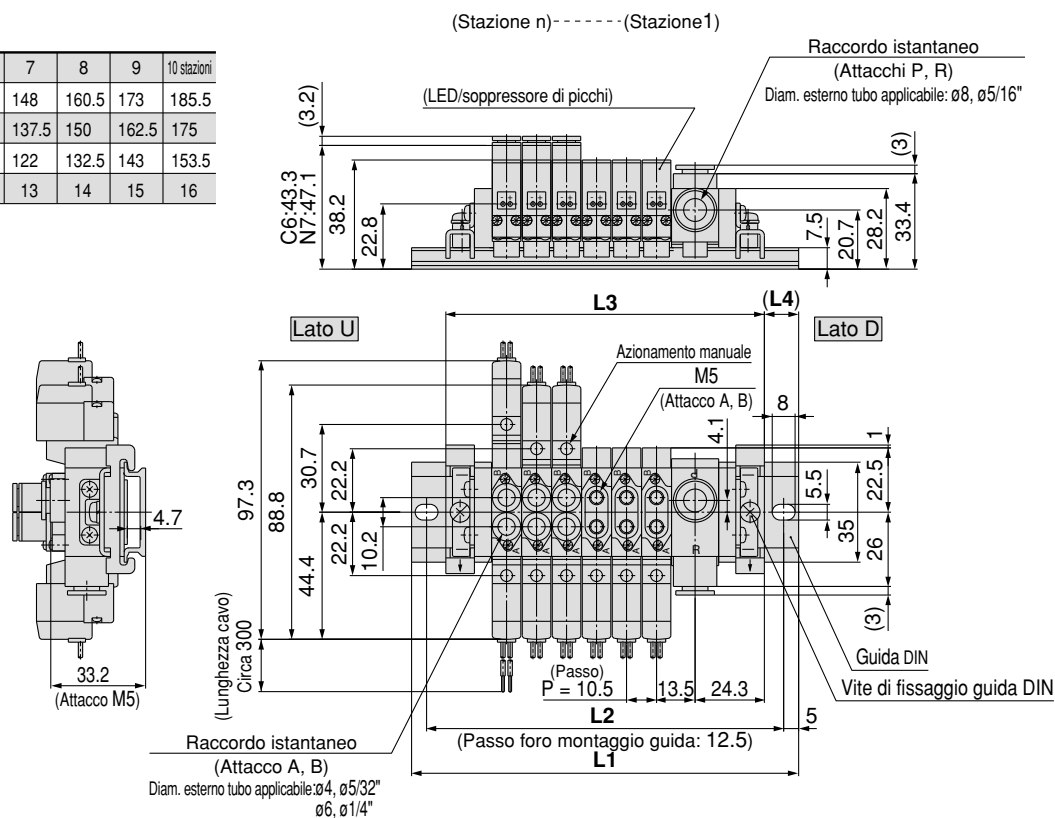 (Stazione n)-------(Stazione1)
7 8 9 10 stazioni
148 160.5 173 185.5
137.5 150 162.5 175
122 132.5 143 153.5
13 14 15 16
Raccordo istantaneo
(Attacchi P, R)
Diam. esterno tubo applicabile: ø8, ø5/16"
(LED/soppressore di picchi)
(3.2)
C6:43.3
N7:47.1
38.2
22.8
(3)
7.5
20.7
28.2
33.4
L3
(L4)
Lato U
Lato D
Azionamento manuale
M5
(Attacco A, B)
8
4.1
1
97.3
88.8
30.7
22.2
22.2
10.2
44.4
5.5
22.5
35
26
(3)
B B B B B B
P
A A A A A A
R
4.7
33.2
(Attacco M5)
(Lunghezza cavo)
Circa 300
(Passo)
P = 10.5
13.5
24.3
Guida DIN
Vite di fissaggio guida DIN
L2
5
(Passo foro montaggio guida: 12.5)
L1
Raccordo istantaneo
(Attacco A, B)
Diam. esterno tubo applicabile:ø4, ø5/32"
ø6, ø1/4"